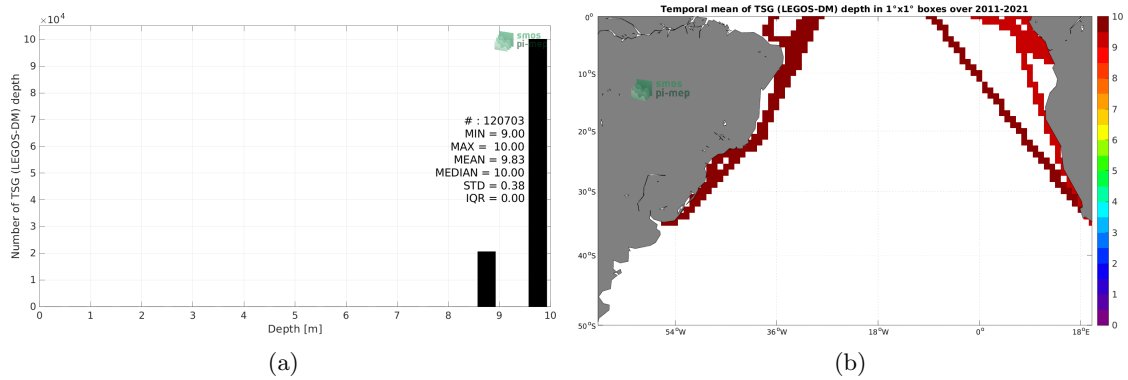 ×10⁴
10
9
8
7
6
5
4
3
2
1
0
Number of TSG (LEGOS-DM) depth
smos
pi-mep
# : 120703
MIN = 9.00
MAX = 10.00
MEAN = 9.83
MEDIAN = 10.00
STD = 0.38
IQR = 0.00
0 1 2 3 4 5 6 7 8 9 10
Depth [m]
(a)
Temporal mean of TSG (LEGOS-DM) depth in 1°x1° boxes over 2011-2021
0°
10°S
20°S
30°S
40°S
50°S
smos
pi-mep
54°W 36°W 18°W 0° 18°E
10
9
8
7
6
5
4
3
2
1
0
(b)